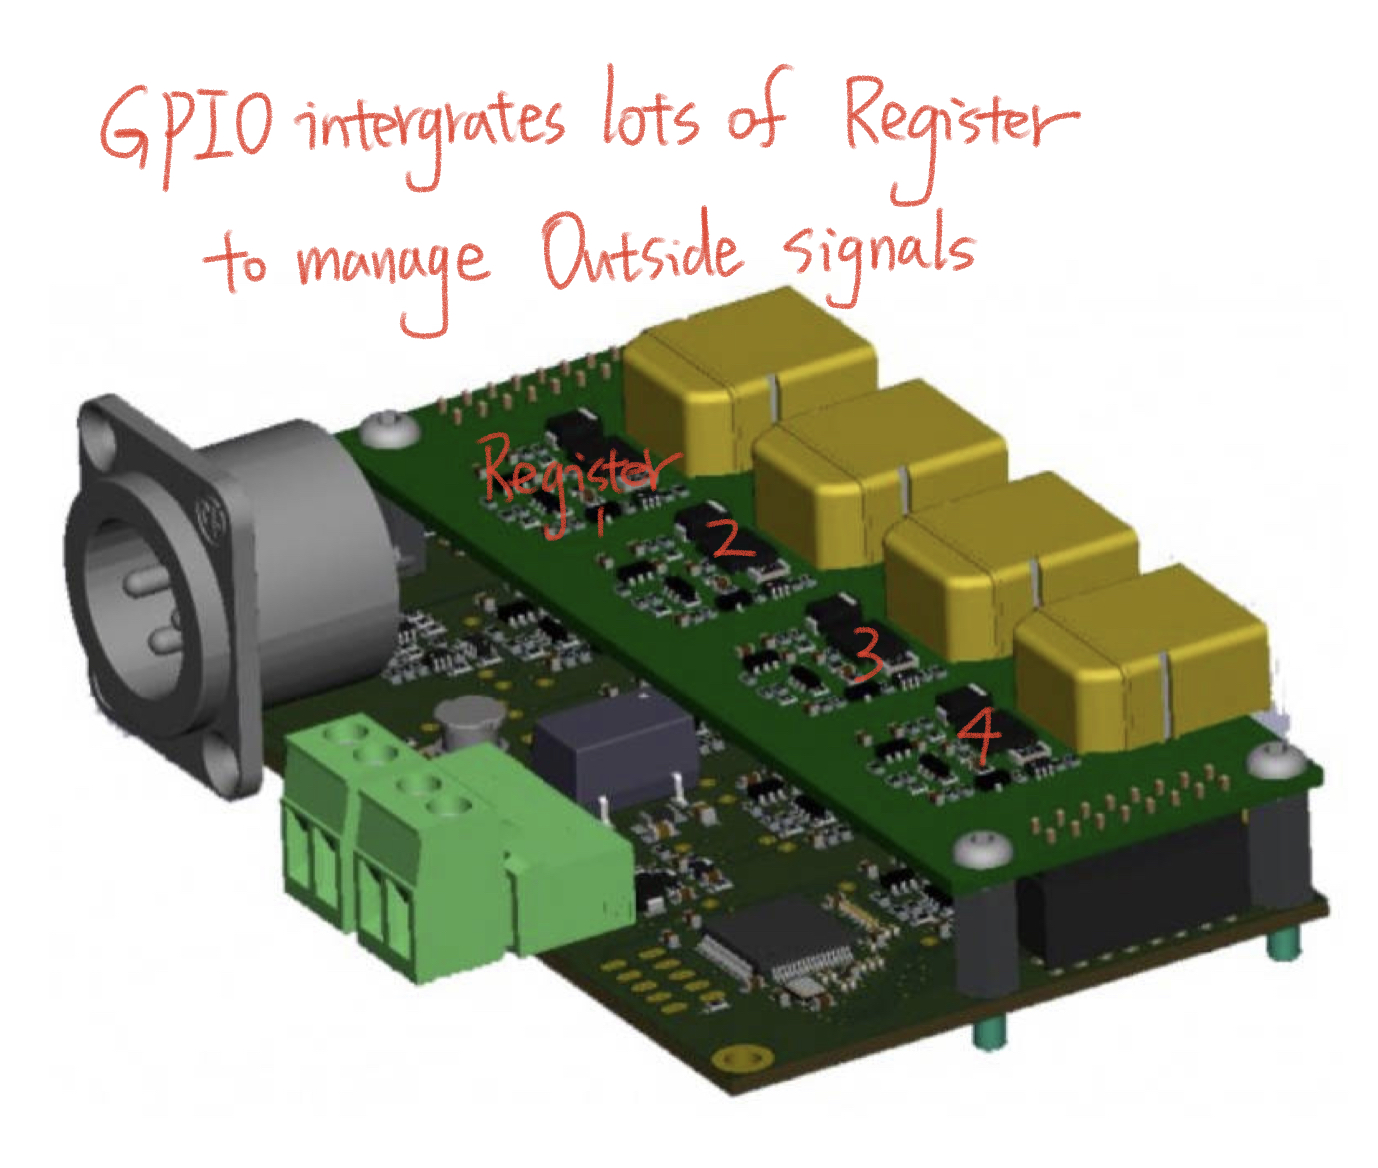 GPIO intergrates lots of Register
to manage Outside signals
Register
1
2
3
4